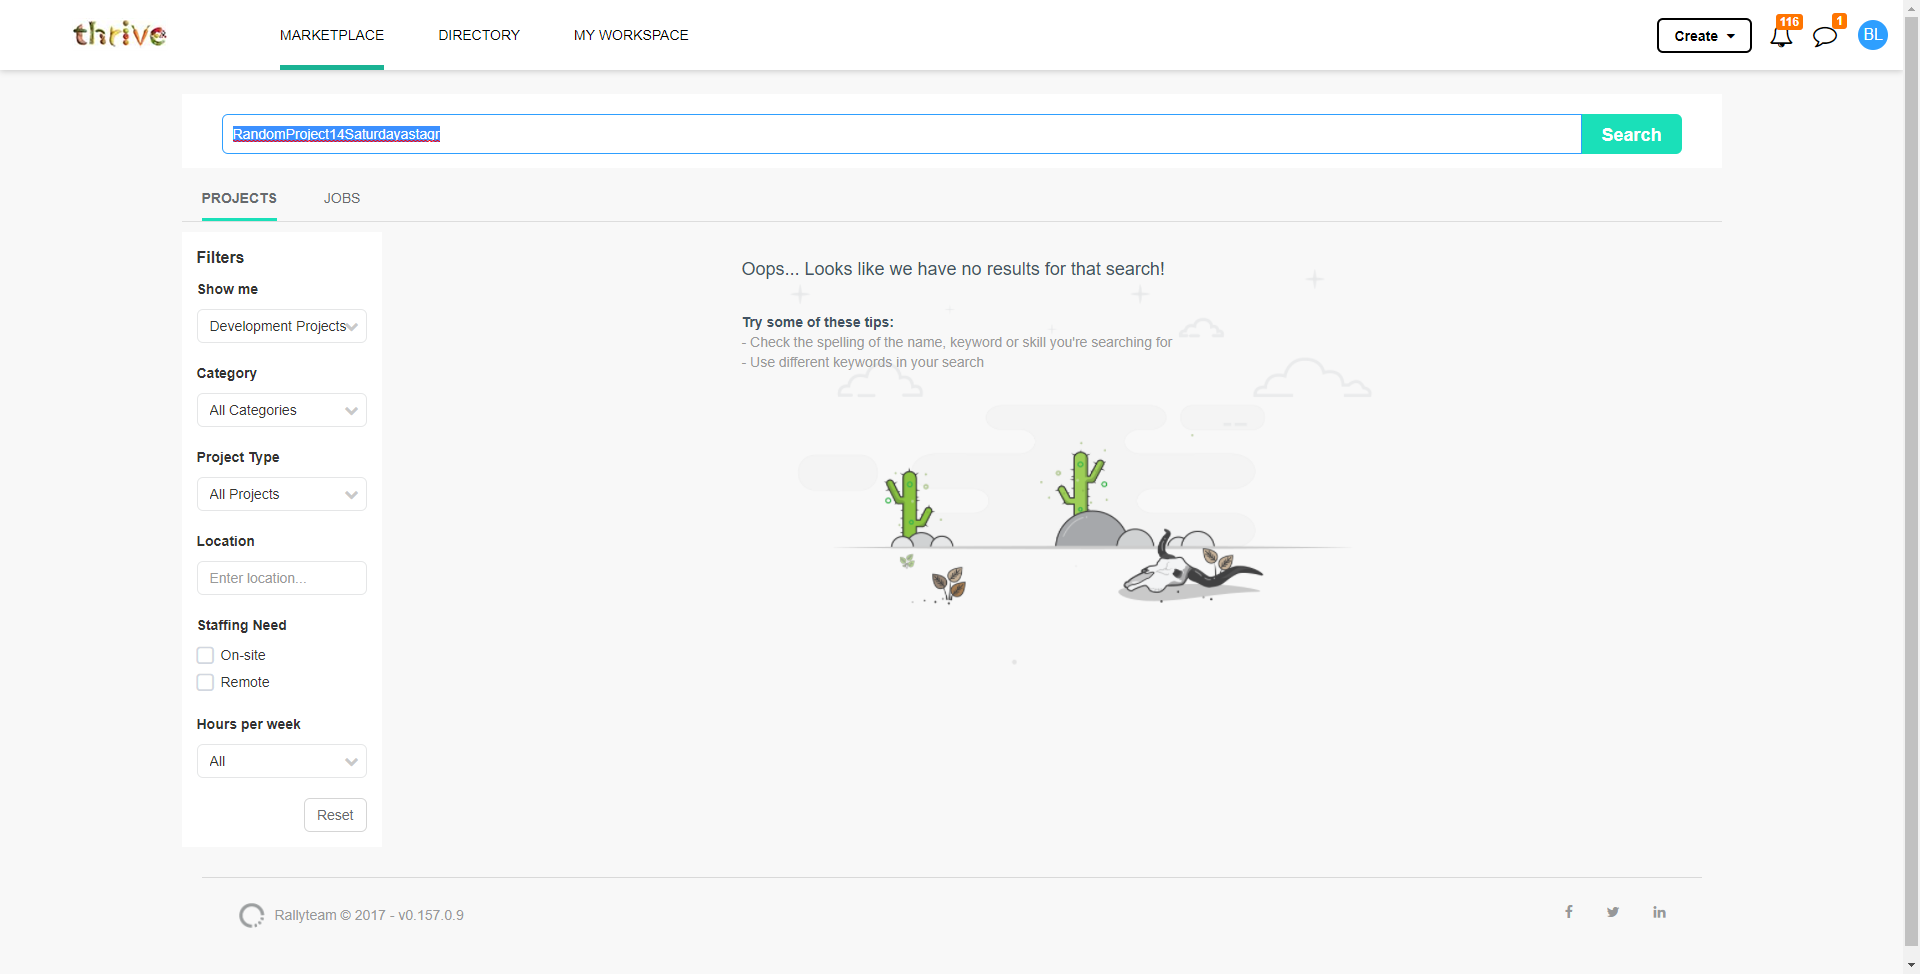 thrive
MARKETPLACE
DIRECTORY
MY WORKSPACE
Create
116
1
BL
RandomProject14Saturdayastagr
Search
PROJECTS
JOBS
Filters
Show me
Development Projects
Category
All Categories
Project Type
All Projects
Location
Enter location...
Staffing Need
On-site
Remote
Hours per week
All
Reset
Oops... Looks like we have no results for that search!
Try some of these tips:
- Check the spelling of the name, keyword or skill you're searching for
- Use different keywords in your search
Rallyteam © 2017 - v0.157.0.9